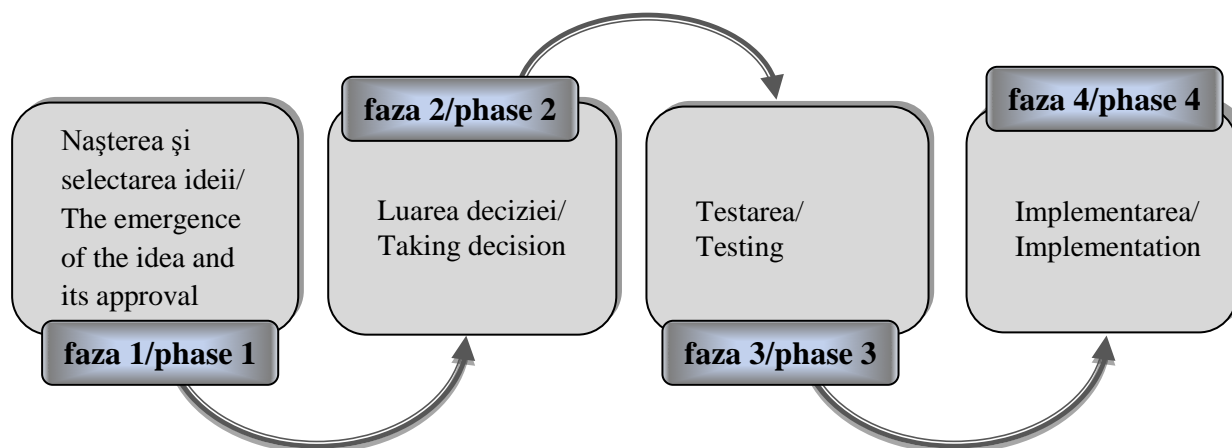 Naşterea şi
selectarea ideii/
The emergence
of the idea and
its approval
faza 1/phase 1
faza 2/phase 2
Luarea deciziei/
Taking decision
Testarea/
Testing
faza 3/phase 3
faza 4/phase 4
Implementarea/
Implementation